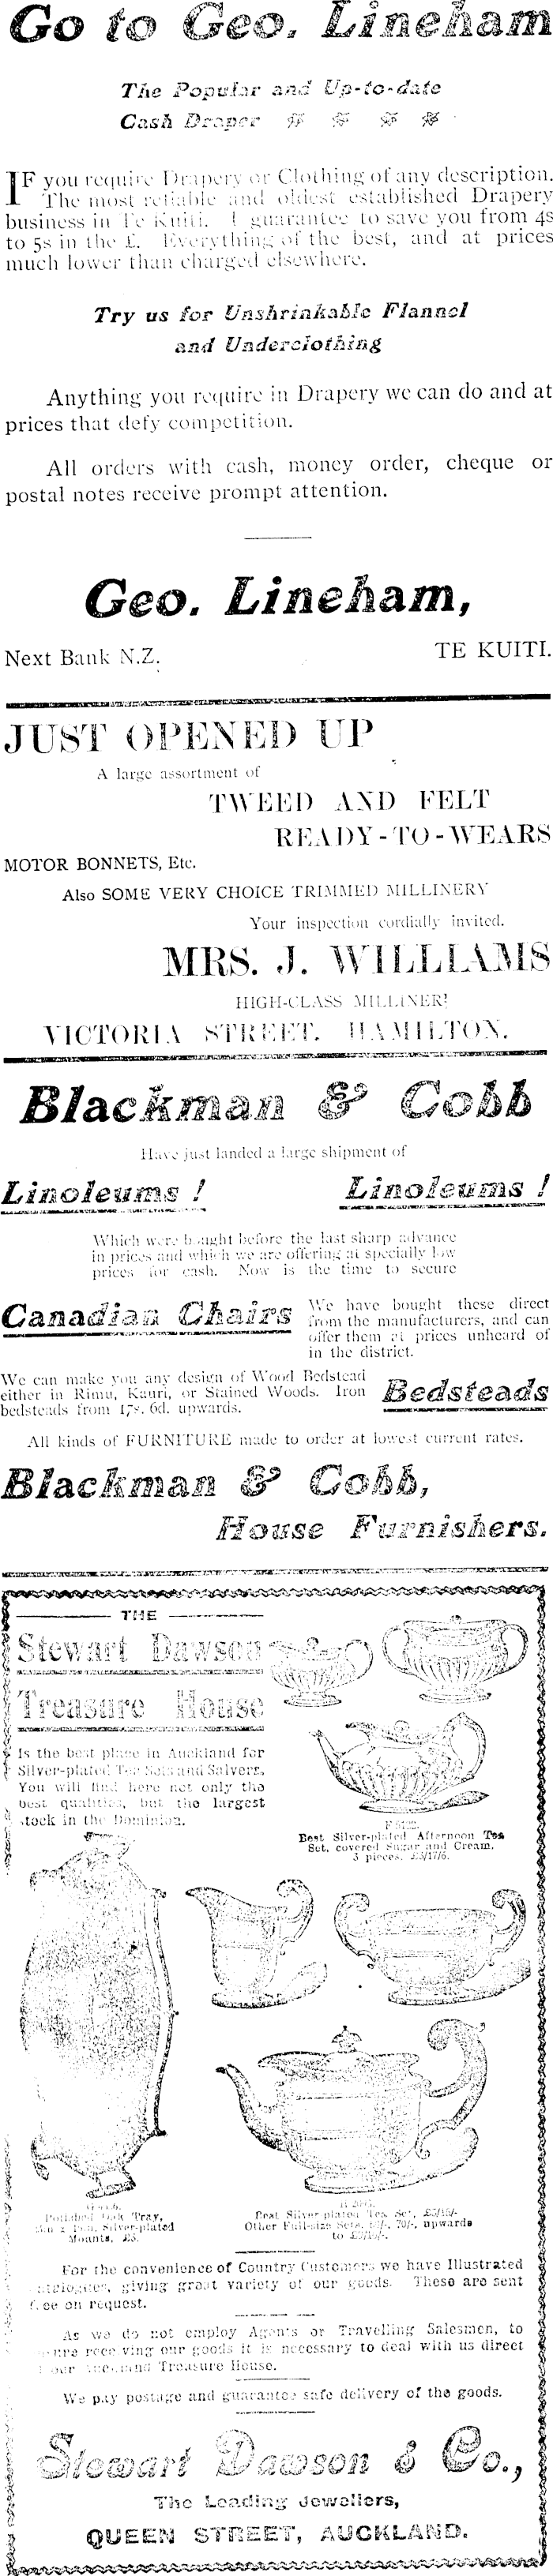 Go to Geo. Lineham
The Popular and Up-to-date
Cash Draper
IF you require Drapery or Clothing of any description.
The most reliable and oldest established Drapery
business in Te Kuiti. I guarantee to save you from 4s
to 5s in the £. Everything of the best, and at prices
much lower than charged elsewhere.
Try us for Unshrinkable Flannel
and Underclothing
Anything you require in Drapery we can do and at
prices that defy competition.
All orders with cash, money order, cheque or
postal notes receive prompt attention.
Geo. Lineham,
Next Bank N.Z. TE KUITI.
JUST OPENED UP
A large assortment of
TWEED AND FELT
READY-TO-WEARS
MOTOR BONNETS, Etc.
Also SOME VERY CHOICE TRIMMED MILLINERY
Your inspection cordially invited.
MRS. J. WILLIAMS
HIGH-CLASS MILLINER!
VICTORIA STREET, HAMILTON.
Blackman & Cobb
Have just landed a large shipment of
Linoleums ! Linoleums !
Which were bought before the last sharp advance
in prices and which we are offering at specially low
prices for cash. Now is the time to secure
Canadian Chairs
We have bought these direct
from the manufacturers, and can
offer them at prices unheard of
in the district.
We can make you any design of Wood Bedstead
either in Rimu, Kauri, or Stained Woods. Iron
bedsteads from 17s. 6d. upwards.
Bedsteads
All kinds of FURNITURE made to order at lowest current rates.
Blackman & Cobb,
House Furnishers.
THE
Stewart Dawson
Treasure House
Is the best place in Auckland for
Silver-plated Tea Sets and Salvers.
You will find here not only the
best qualities, but the largest
stock in the Dominion.
Best Silver-plated Afternoon Tea
Set, covered Sugar and Cream.
3 pieces, £3/17/6.
Polished Oak Tray,
Silver-plated
Mounts, £5.
Best Silver plated Tea Set,
Other Full-size Sets, 70/-, upwards
to
For the convenience of Country Customers we have Illustrated
Catalogues, giving great variety of our goods. These are sent
free on request.
As we do not employ Agents or Travelling Salesmen, to
ensure receiving our goods it is necessary to deal with us direct
our Auckland Treasure House.
We pay postage and guarantee safe delivery of the goods.
Stewart Dawson & Co.,
The Leading Jewellers,
QUEEN STREET, AUCKLAND.